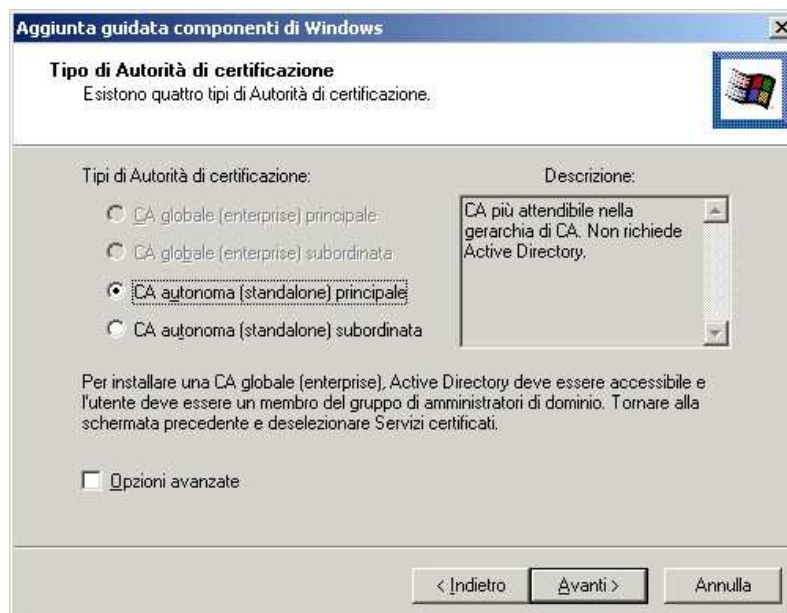 Aggiunta guidata componenti di Windows
Tipo di Autorità di certificazione
Esistono quattro tipi di Autorità di certificazione.
Tipi di Autorità di certificazione:
CA globale (enterprise) principale
CA globale (enterprise) subordinata
CA autonoma (standalone) principale
CA autonoma (standalone) subordinata
Descrizione:
CA più attendibile nella
gerarchia di CA. Non richiede
Active Directory.
Per installare una CA globale (enterprise), Active Directory deve essere accessibile e
l'utente deve essere un membro del gruppo di amministratori di dominio. Tornare alla
schermata precedente e deselezionare Servizi certificati.
Opzioni avanzate
< Indietro
Avanti >
Annulla